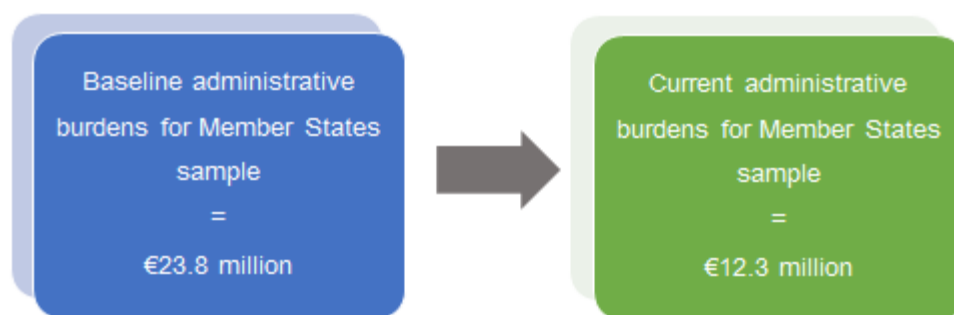 Baseline administrative
burdens for Member States
sample
=
€23.8 million
Current administrative
burdens for Member States
sample
=
€12.3 million